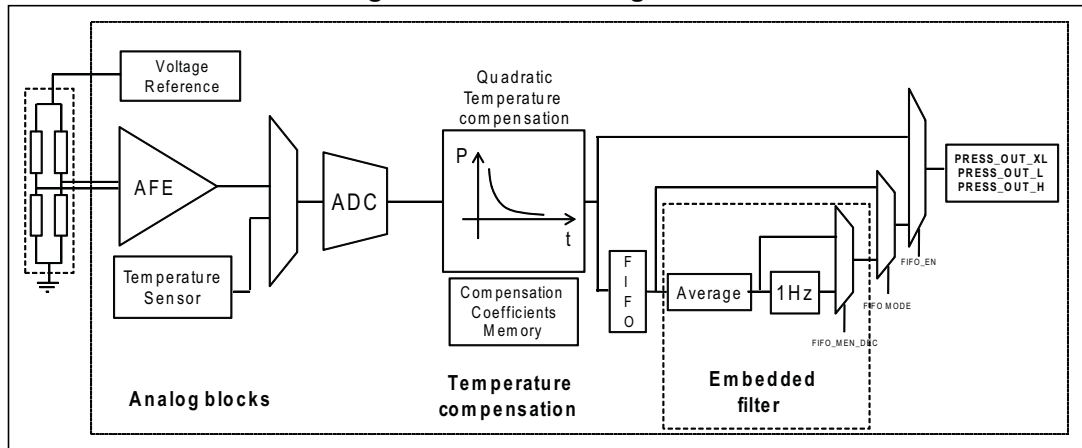 Voltage
Reference
Quadratic
Temperature
compensation
P
t
AFE
ADC
PRESS_OUT_XL
PRESS_OUT_L
PRESS_OUT_H
Temperature
Sensor
Compensation
Coefficients
Memory
F
I
F
O
Average
1Hz
FIFO_EN
FIFO MODE
FIFO_MEN_DEC
Analog blocks
Temperature
compensation
Embedded
filter